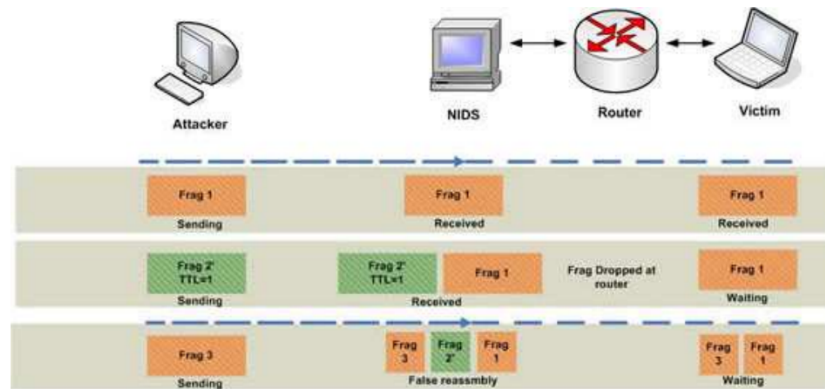 Attacker
NIDS
Router
Victim
Frag 1
Frag 1
Frag 1
Sending
Received
Received
Frag 2'
TTL=1
Frag 2'
TTL=1
Frag 1
Frag Dropped at
router
Frag 1
Sending
Received
Waiting
Frag 3
Frag
3
Frag
2'
Frag
1
Frag
3
Frag
1
Sending
False reassmbly
Waiting